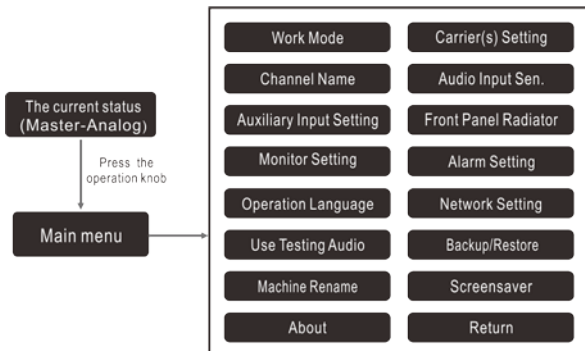 The current status
(Master-Analog)
Press the
operation knob
Main menu
Work Mode
Carrier(s) Setting
Channel Name
Audio Input Sen.
Auxiliary Input Setting
Front Panel Radiator
Monitor Setting
Alarm Setting
Operation Language
Network Setting
Use Testing Audio
Backup/Restore
Machine Rename
Screensaver
About
Return